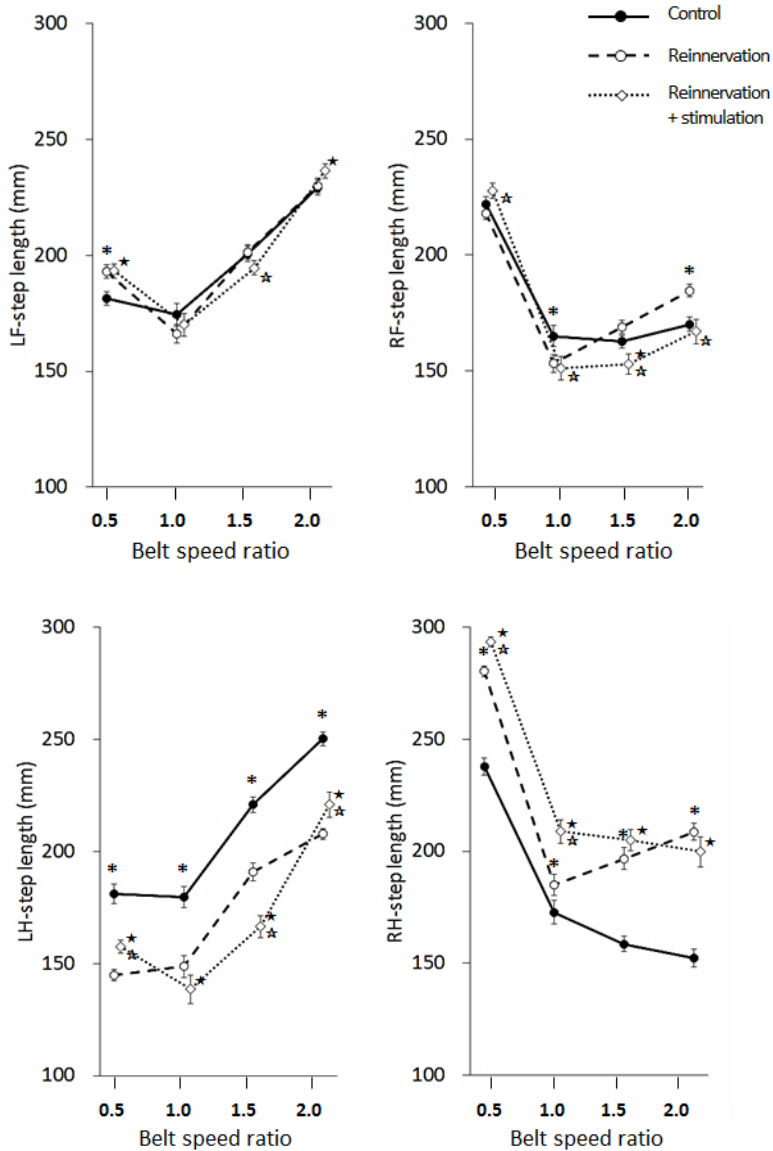 Control
Reinnervation
Reinnervation
+ stimulation
300
250
200
150
100
LF-step length (mm)
0.5 1.0 1.5 2.0
Belt speed ratio
* ★ ☆ ★
300
250
200
150
100
RF-step length (mm)
0.5 1.0 1.5 2.0
Belt speed ratio
☆ * ☆ ★ ☆ * ☆
300
250
200
150
100
LH-step length (mm)
0.5 1.0 1.5 2.0
Belt speed ratio
* ★ ☆ * ★ * ★ ☆ * ★ ☆
300
250
200
150
100
RH-step length (mm)
0.5 1.0 1.5 2.0
Belt speed ratio
* ★ ☆ * ★ ☆ * ★ * ★